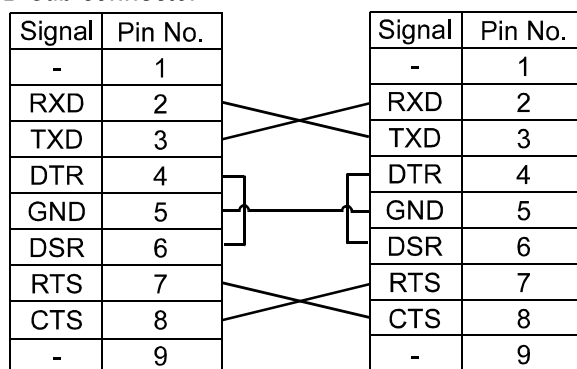 Signal Pin No. Signal Pin No.
- 1 - 1
RXD 2 RXD 2
TXD 3 TXD 3
DTR 4 DTR 4
GND 5 GND 5
DSR 6 DSR 6
RTS 7 RTS 7
CTS 8 CTS 8
- 9 - 9